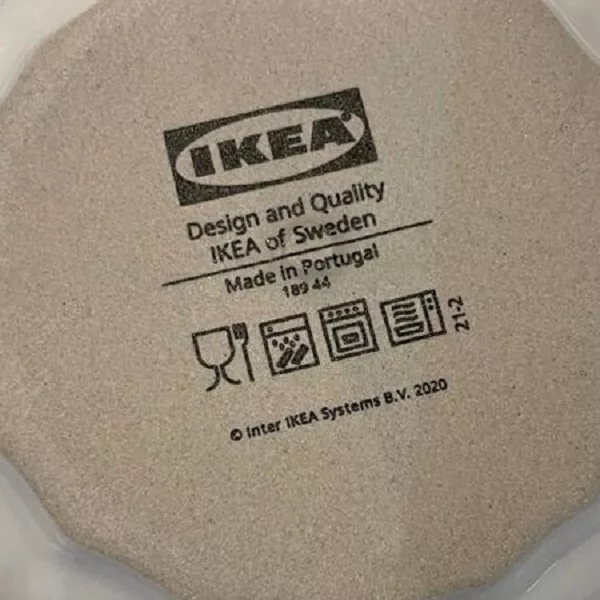 IKEA®
Design and Quality
IKEA of Sweden
Made in Portugal
189 44
21-2
© Inter IKEA Systems B.V. 2020